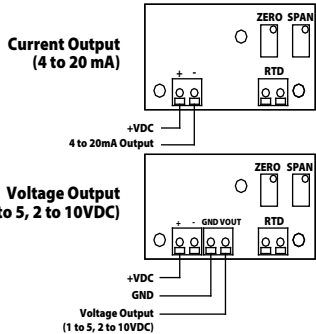 Current Output
(4 to 20 mA)
ZERO SPAN
+ -
RTD
+VDC
4 to 20mA Output
Voltage Output
to 5, 2 to 10VDC)
ZERO SPAN
+ - GND VOUT
RTD
+VDC
GND
Voltage Output
(1 to 5, 2 to 10VDC)